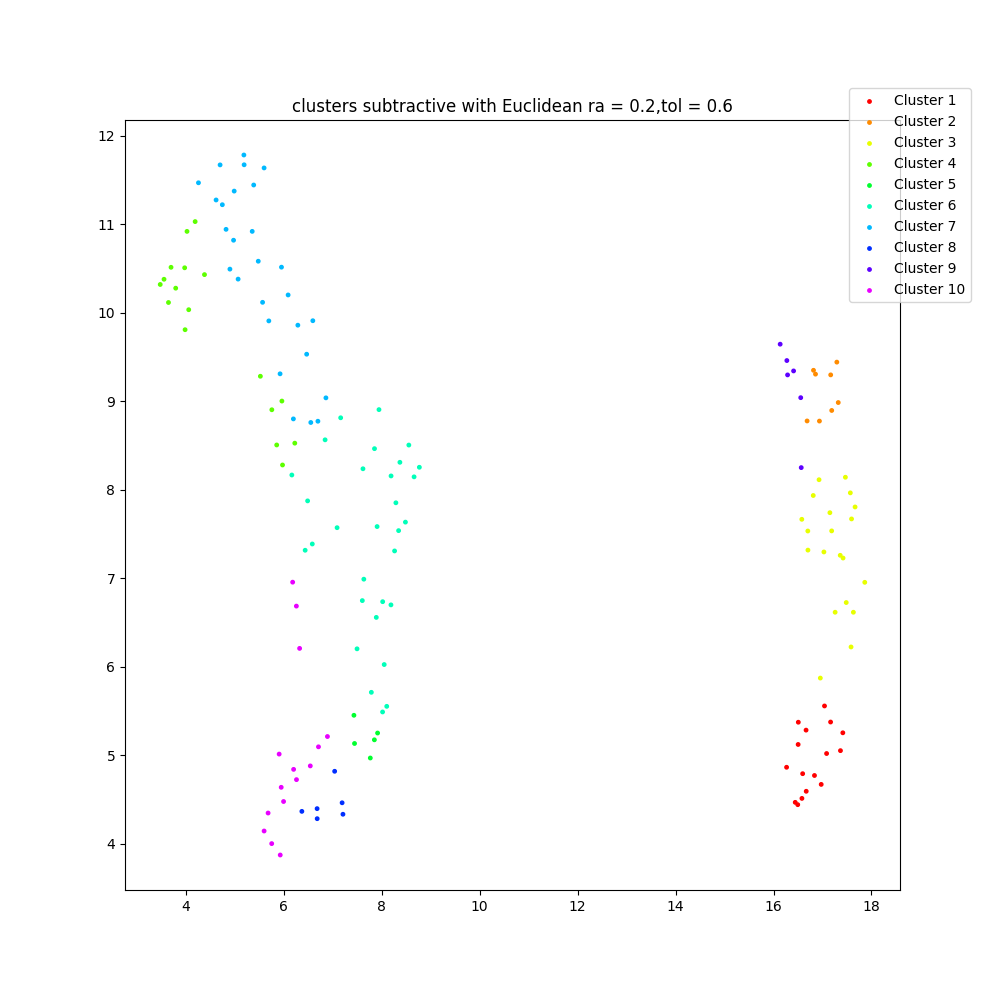 clusters subtractive with Euclidean ra = 0.2,tol = 0.6
Cluster 1
Cluster 2
Cluster 3
Cluster 4
Cluster 5
Cluster 6
Cluster 7
Cluster 8
Cluster 9
Cluster 10
12
11
10
9
8
7
6
5
4
4 6 8 10 12 14 16 18